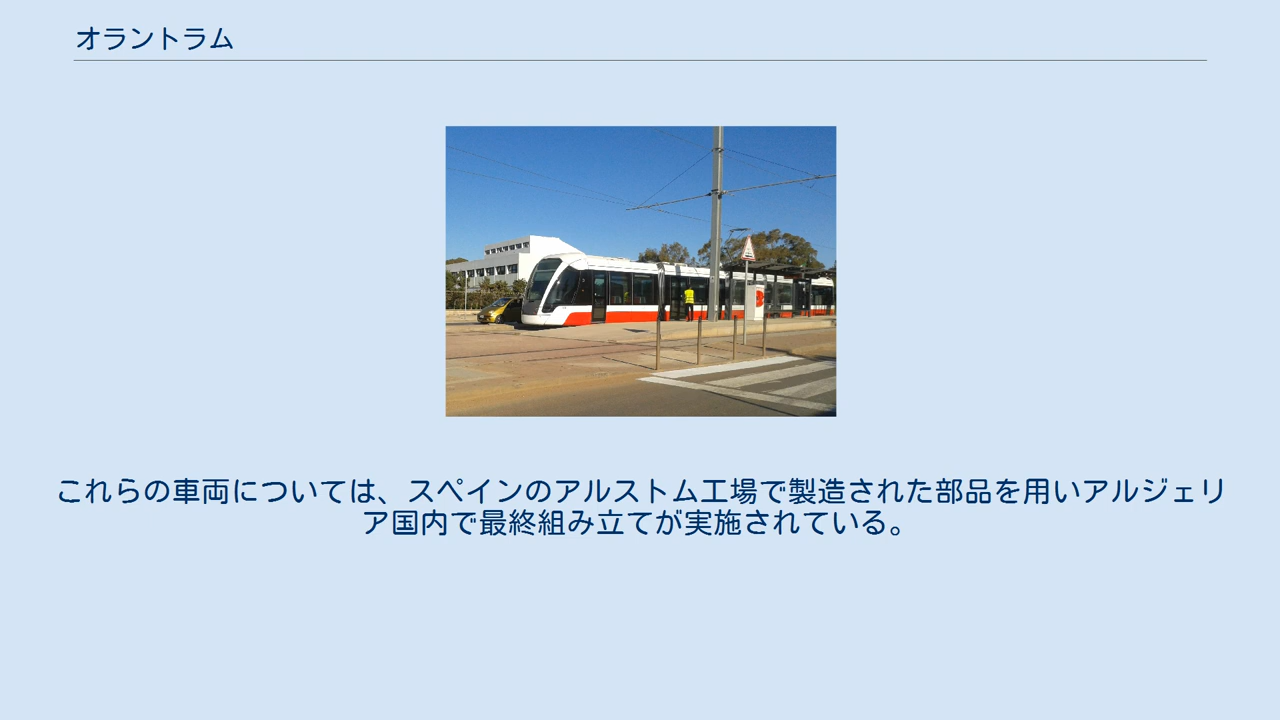 オラントラム
これらの車両については、スペインのアルストム工場で製造された部品を用いアルジェリ
ア国内で最終組み立てが実施されている。